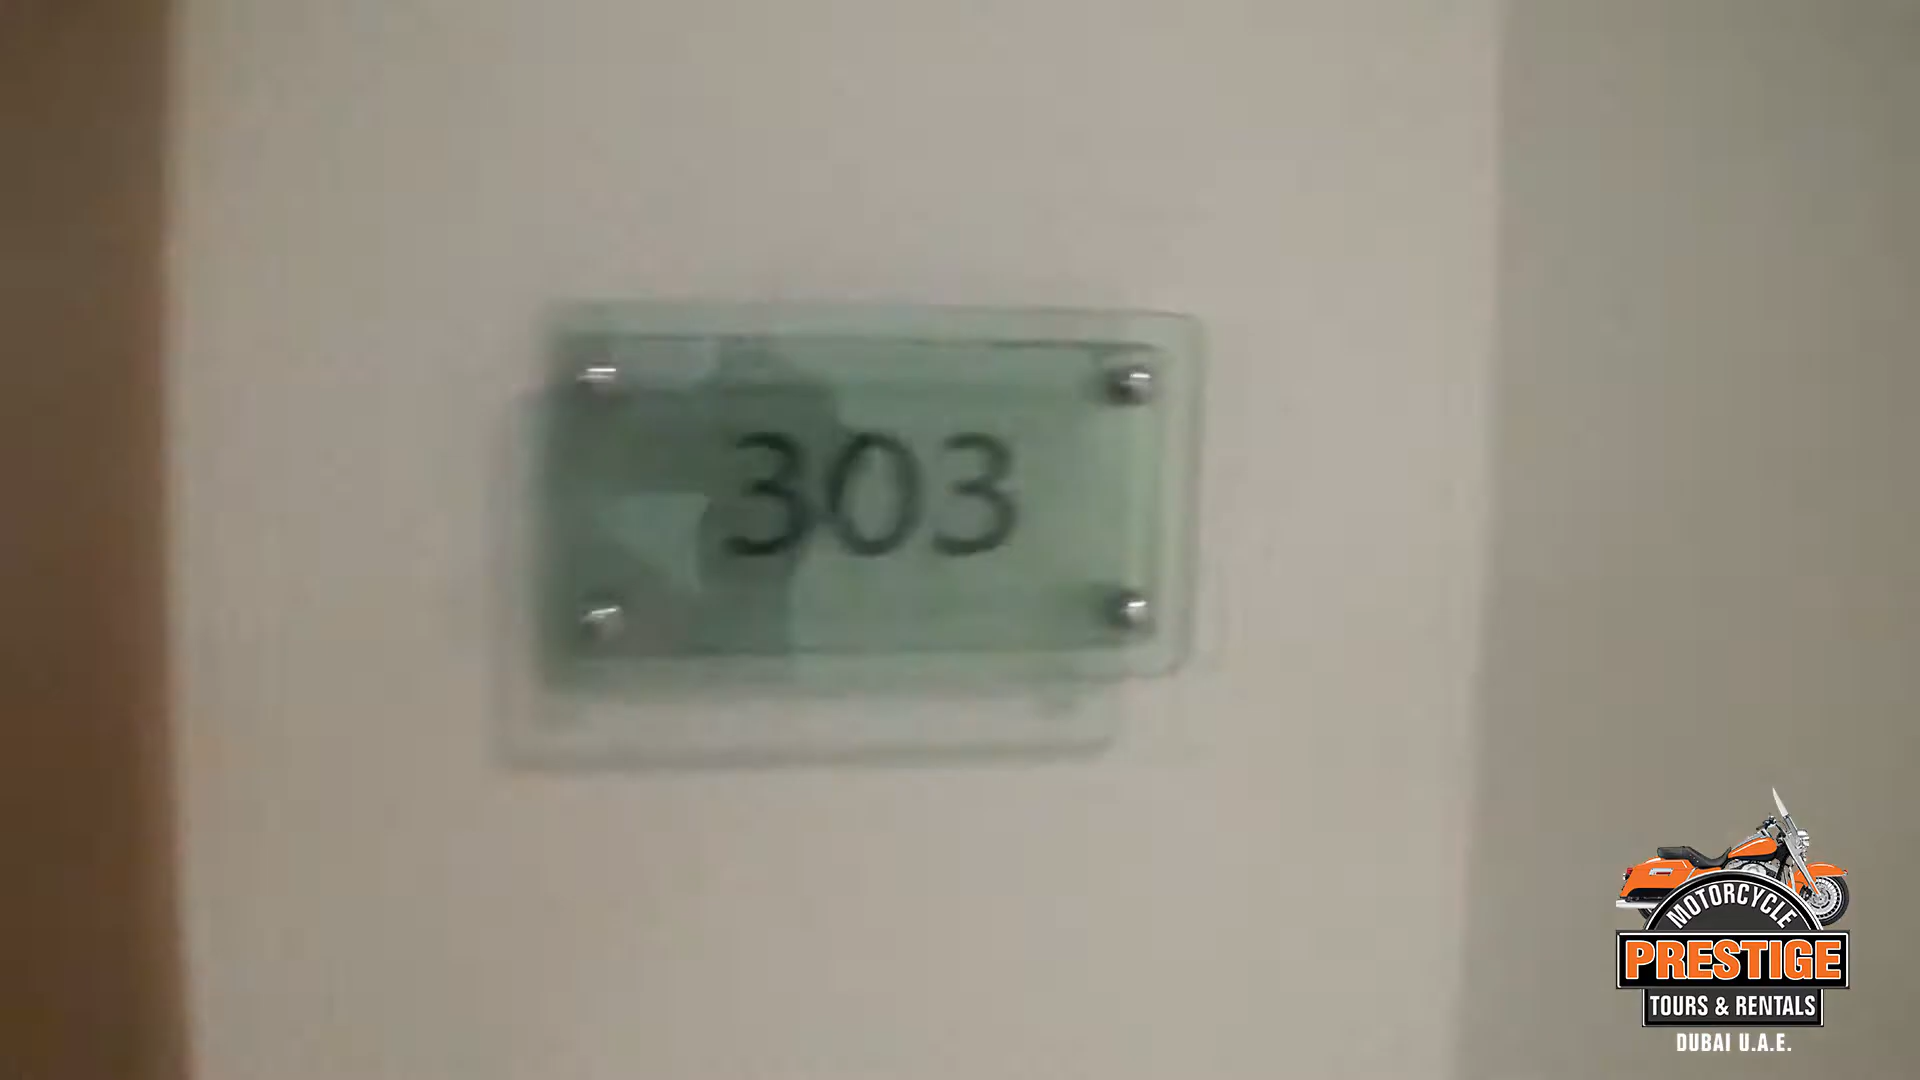 303
MOTORCYCLE
PRESTIGE
TOURS & RENTALS
DUBAI U.A.E.